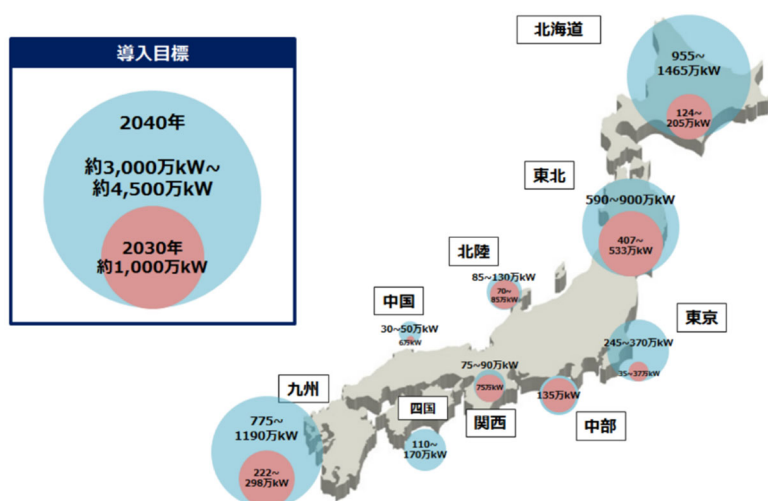 導入目標
2040年
約3,000万kW~
約4,500万kW
2030年
約1,000万kW
北海道
955~
1465万kW
124~
205万kW
東北
590~900万kW
407~
533万kW
北陸
85~130万kW
70~
85万kW
中国
30~50万kW
6万kW
東京
245~370万kW
35~37万kW
75~90万kW
75万kW
関西
135万kW
中部
九州
775~
1190万kW
222~
298万kW
四国
110~
170万kW